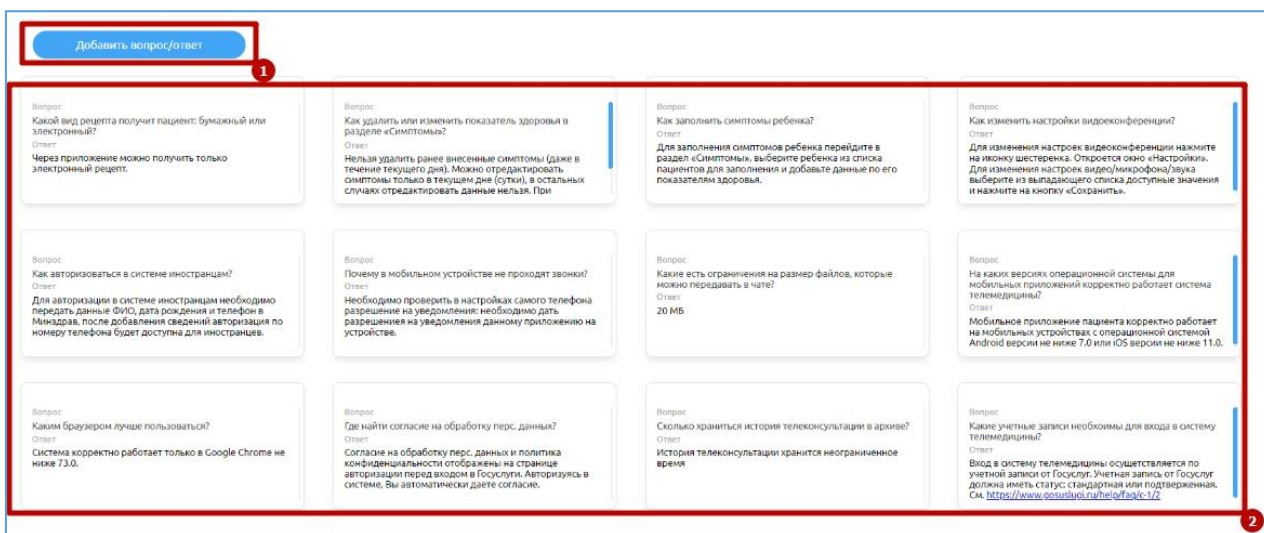 Добавить вопрос/ответ
1
Вопрос
Какой вид рецепта получит пациент: бумажный или
электронный?
Ответ
Через приложение можно получить только
электронный рецепт.
Вопрос
Как удалить или изменить показатель здоровья в
разделе «Симптомы»?
Ответ
Нельзя удалить ранее внесенные симптомы (даже в
течение текущего дня). Можно отредактировать
симптомы только в текущем дне (сутки), в остальных
случаях отредактировать данные нельзя. При
Вопрос
Как заполнить симптомы ребенка?
Ответ
Для заполнения симптомов ребенка перейдите в
раздел «Симптомы», выберите ребенка из списка
пациентов для заполнения и добавьте данные по его
показателям здоровья.
Вопрос
Как изменить настройки видеоконференции?
Ответ
Для изменения настроек видеоконференции нажмите
на иконку шестеренка. Откроется окно «Настройки».
Для изменения настроек видео/микрофона/звука
выберите из выпадающего списка доступные значения
и нажмите на кнопку «Сохранить».
Вопрос
Как авторизоваться в системе иностранцам?
Ответ
Для авторизации в системе иностранцам необходимо
передать данные ФИО, дата рождения и телефон в
Минздрав, после добавления сведений авторизация по
номеру телефона будет доступна для иностранцев.
Вопрос
Почему в мобильном устройстве не проходят звонки?
Ответ
Необходимо проверить в настройках самого телефона
разрешение на уведомления: необходимо дать
разрешениея на уведомления данному приложению на
устройстве.
Вопрос
Какие есть ограничения на размер файлов, которые
можно передавать в чате?
Ответ
20 МБ
Вопрос
На каких версиях операционной системы для
мобильных приложений корректно работает система
телемедицины?
Ответ
Мобильное приложение пациента корректно работает
на мобильных устройствах с операционной системой
Android версии не ниже 7.0 или iOS версии не ниже 11.0.
Вопрос
Каким браузером лучше пользоваться?
Ответ
Система корректно работает только в Google Chrome не
ниже 73.0.
Вопрос
Где найти согласие на обработку перс. данных?
Ответ
Согласие на обработку перс. данных и политика
конфиденциальности отображены на странице
авторизации перед входом в Госуслуги. Авторизуясь в
системе, Вы автоматически даете согласие.
Вопрос
Сколько храниться история телеконсультации в архиве?
Ответ
История телеконсультации хранится неограниченное
время
Вопрос
Какие учетные записи необхоимы для входа в систему
телемедицины?
Ответ
Вход в систему телемедицины осуществляется по
учетной записи от Госуслуг. Учетная запись от Госуслуг
должна иметь статус: стандартная или подтверженная.
См. https://www.gosuslugi.ru/help/faq/c-1/2
2